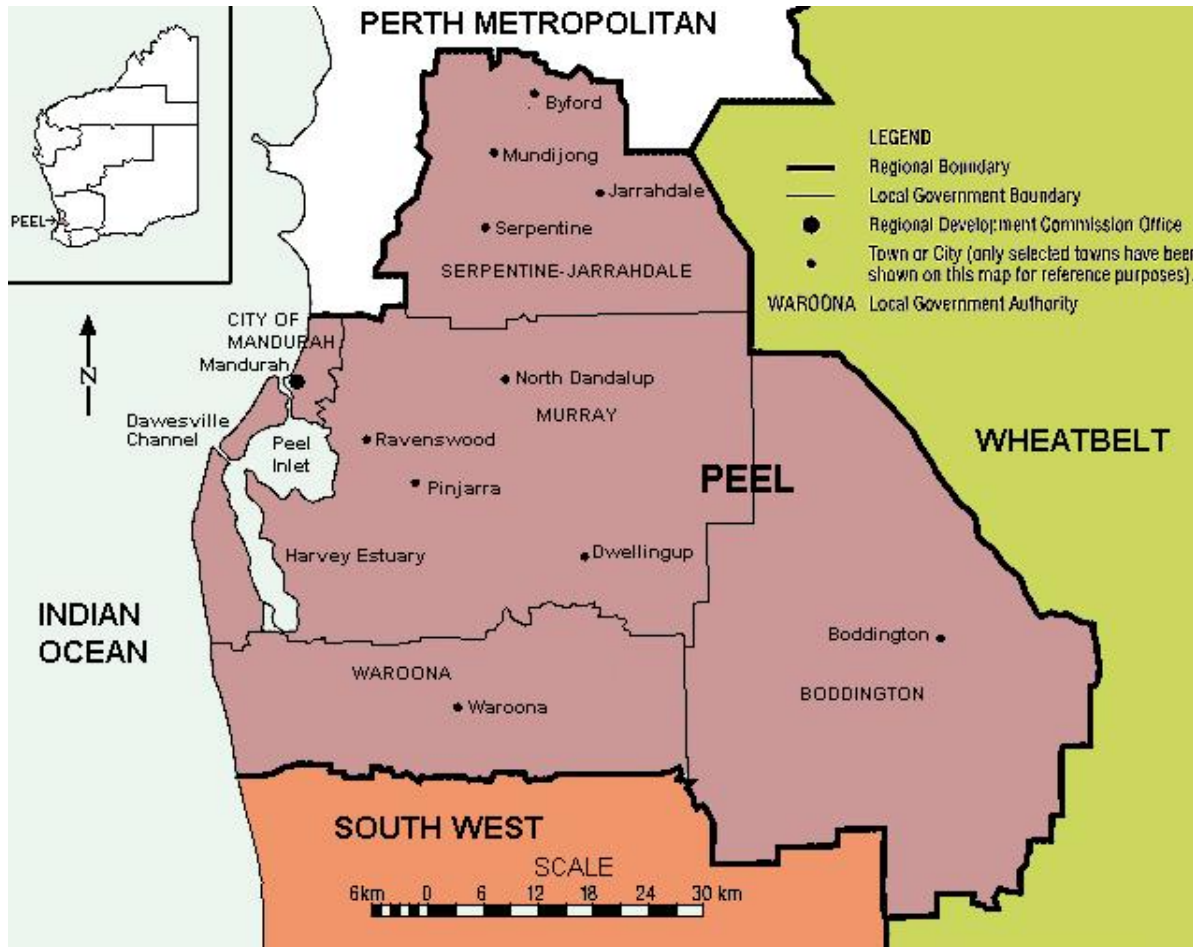 PERTH METROPOLITAN
PEEL
Byford
Mundijong
Jarrahdale
Serpentine
SERPENTINE-JARRAHDALE
LEGEND
Regional Boundary
Local Government Boundary
Regional Development Commission Office
Town or City (only selected towns have been
shown on this map for reference purposes).
WAROONA Local Government Authority
N
CITY OF
MANDURAH
Mandurah
Dawesville
Channel
Peel
Inlet
North Dandalup
MURRAY
Ravenswood
Pinjarra
PEEL
WHEATBELT
Harvey Estuary
Dwellingup
INDIAN
OCEAN
Boddington
BODDINGTON
WAROONA
Waroona
SOUTH WEST
SCALE
6km 0 6 12 18 24 30 km